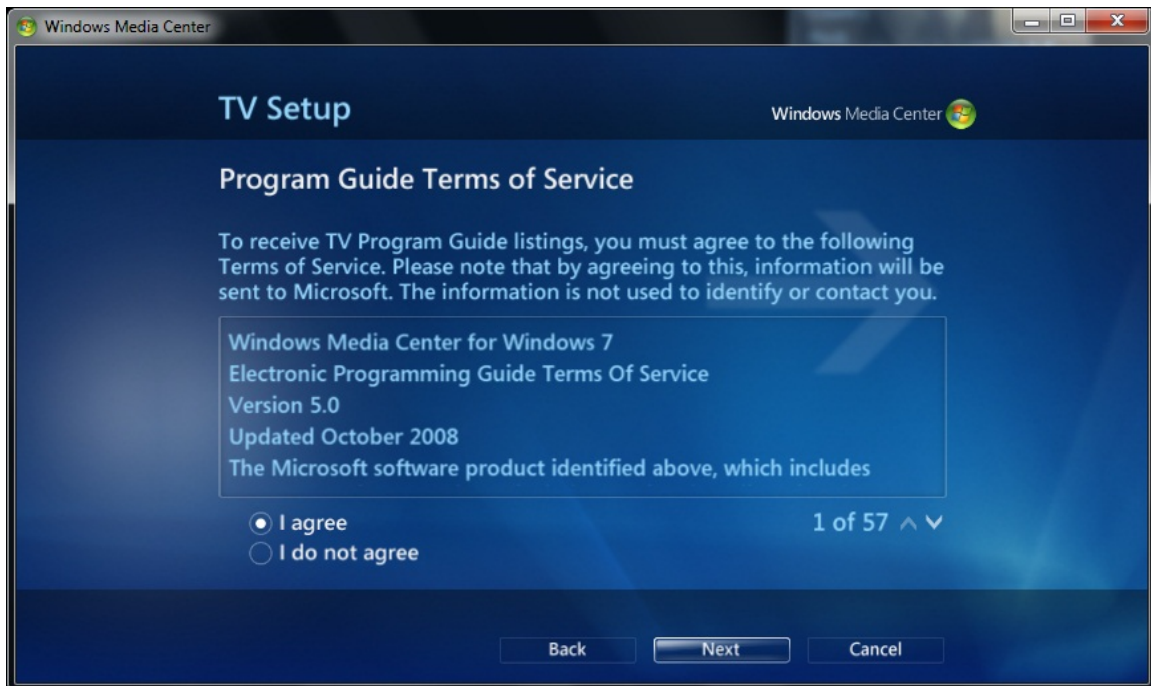 Windows Media Center
TV Setup
Windows Media Center
Program Guide Terms of Service
To receive TV Program Guide listings, you must agree to the following
Terms of Service. Please note that by agreeing to this, information will be
sent to Microsoft. The information is not used to identify or contact you.
Windows Media Center for Windows 7
Electronic Programming Guide Terms Of Service
Version 5.0
Updated October 2008
The Microsoft software product identified above, which includes
I agree
1 of 57
I do not agree
Back
Next
Cancel